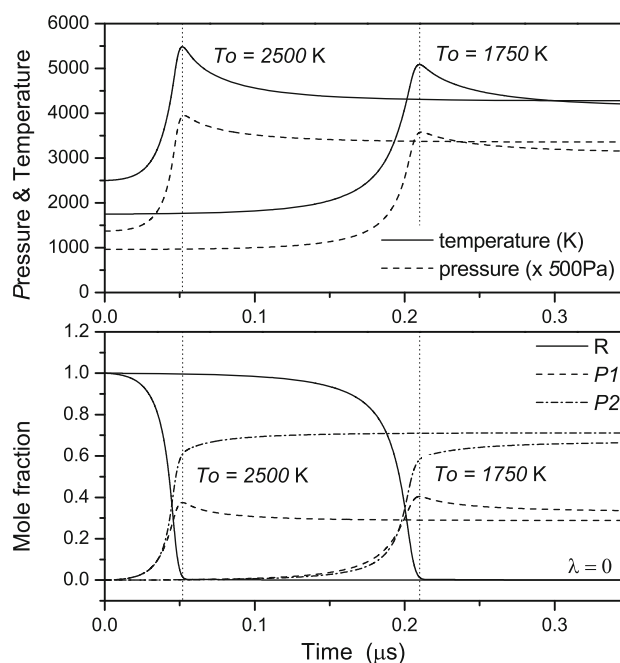 6000
5000
4000
3000
2000
1000
0
Pressure & Temperature
To = 2500 K
To = 1750 K
temperature (K)
pressure (x 500Pa)
0.0
0.1
0.2
0.3
1.2
1.0
0.8
0.6
0.4
0.2
0.0
Mole fraction
R
P1
P2
To = 2500 K
To = 1750 K
λ = 0
0.0
0.1
0.2
0.3
Time (μs)